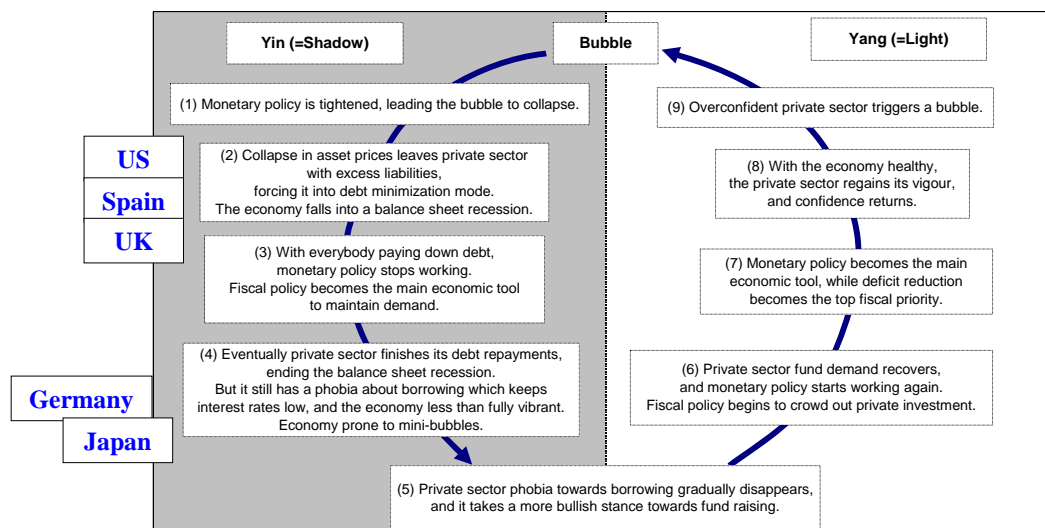 Yin (=Shadow)
Bubble
Yang (=Light)
(1) Monetary policy is tightened, leading the bubble to collapse.
(9) Overconfident private sector triggers a bubble.
US
Spain
UK
(2) Collapse in asset prices leaves private sector
with excess liabilities,
forcing it into debt minimization mode.
The economy falls into a balance sheet recession.
(8) With the economy healthy,
the private sector regains its vigour,
and confidence returns.
(3) With everybody paying down debt,
monetary policy stops working.
Fiscal policy becomes the main economic tool
to maintain demand.
(7) Monetary policy becomes the main
economic tool, while deficit reduction
becomes the top fiscal priority.
Germany
Japan
(4) Eventually private sector finishes its debt repayments,
ending the balance sheet recession.
But it still has a phobia about borrowing which keeps
interest rates low, and the economy less than fully vibrant.
Economy prone to mini-bubbles.
(6) Private sector fund demand recovers,
and monetary policy starts working again.
Fiscal policy begins to crowd out private investment.
(5) Private sector phobia towards borrowing gradually disappears,
and it takes a more bullish stance towards fund raising.